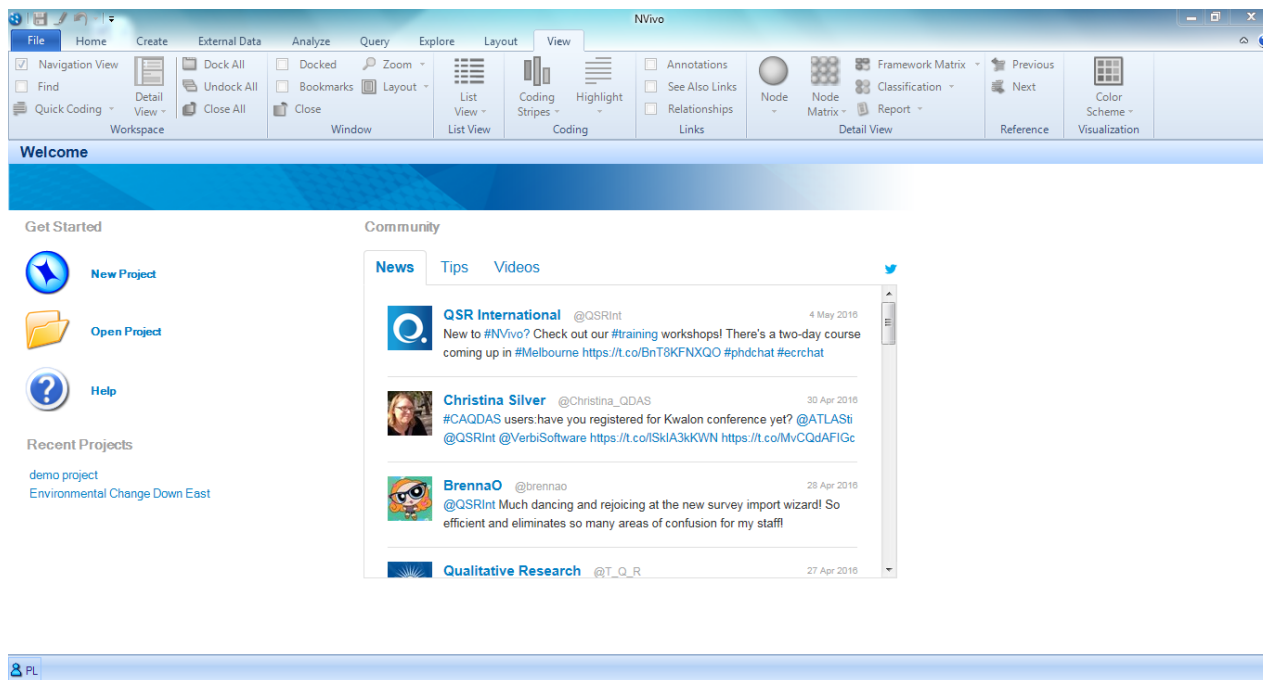 NVivo
File Home Create External Data Analyze Query Explore Layout View
Navigation View
Find
Quick Coding
Detail
View
Workspace
Dock All
Undock All
Close All
Docked
Bookmarks
Close
Zoom
Layout
Window
List
View
List View
Coding
Stripes
Highlight
Coding
Annotations
See Also Links
Relationships
Links
Node
Node
Matrix
Framework Matrix
Classification
Report
Detail View
Previous
Next
Reference
Color
Scheme
Visualization
Welcome
Get Started
New Project
Open Project
Help
Recent Projects
demo project
Environmental Change Down East
Community
News Tips Videos
QSR International @QSRInt 4 May 2016
New to #NVivo? Check out our #training workshops! There's a two-day course
coming up in #Melbourne https://t.co/BnT8KFNXQO #phdchat #ecrchat
Christina Silver @Christina_QDAS 30 Apr 2016
#CAQDAS users:have you registered for Kwalon conference yet? @ATLASti
@QSRInt @VerbiSoftware https://t.co/lSkIA3kKWN https://t.co/MvCQdAFIGc
BrennaO @brennao 28 Apr 2016
@QSRInt Much dancing and rejoicing at the new survey import wizard! So
efficient and eliminates so many areas of confusion for my staff!
Qualitative Research @T_Q_R 27 Apr 2016
PL